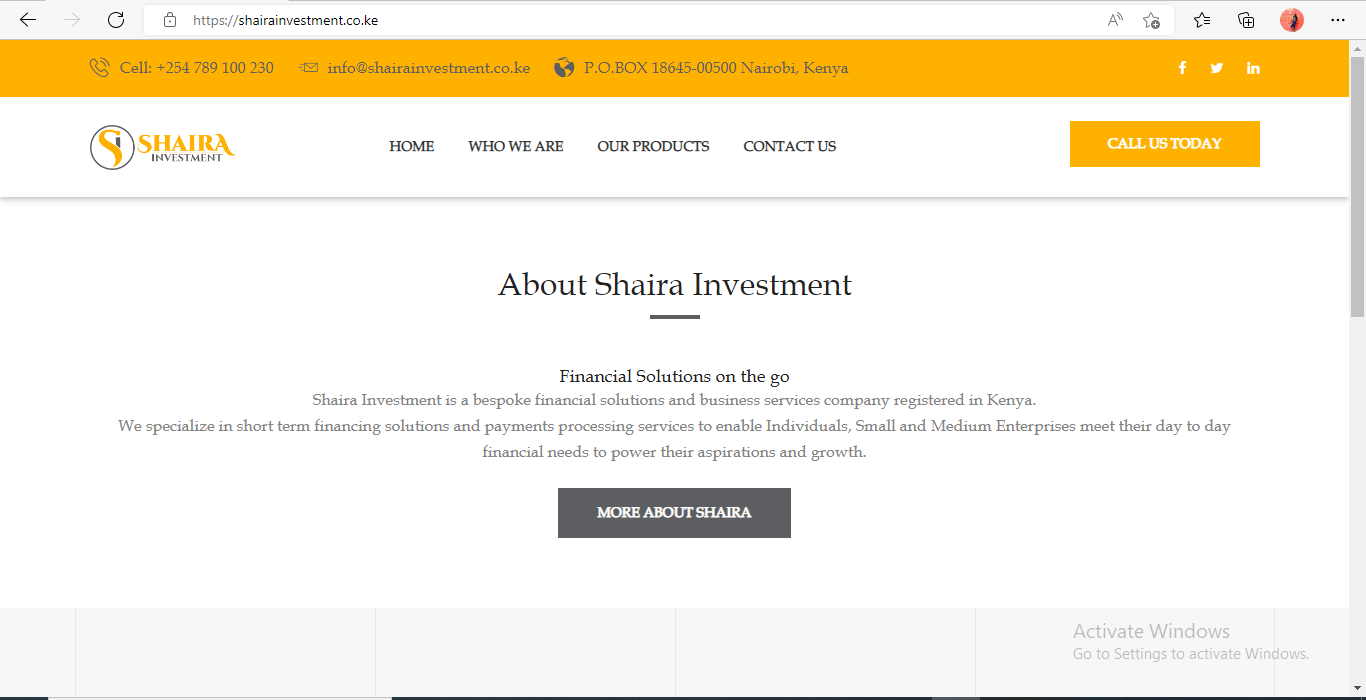 https://shairainvestment.co.ke
Cell: +254 789 100 230 info@shairainvestment.co.ke P.O.BOX 18645-00500 Nairobi, Kenya
SHAIRA
INVESTMENT
HOME WHO WE ARE OUR PRODUCTS CONTACT US
CALL US TODAY
About Shaira Investment
Financial Solutions on the go
Shaira Investment is a bespoke financial solutions and business services company registered in Kenya.
We specialize in short term financing solutions and payments processing services to enable Individuals, Small and Medium Enterprises meet their day to day
financial needs to power their aspirations and growth.
MORE ABOUT SHAIRA
Activate Windows
Go to Settings to activate Windows.